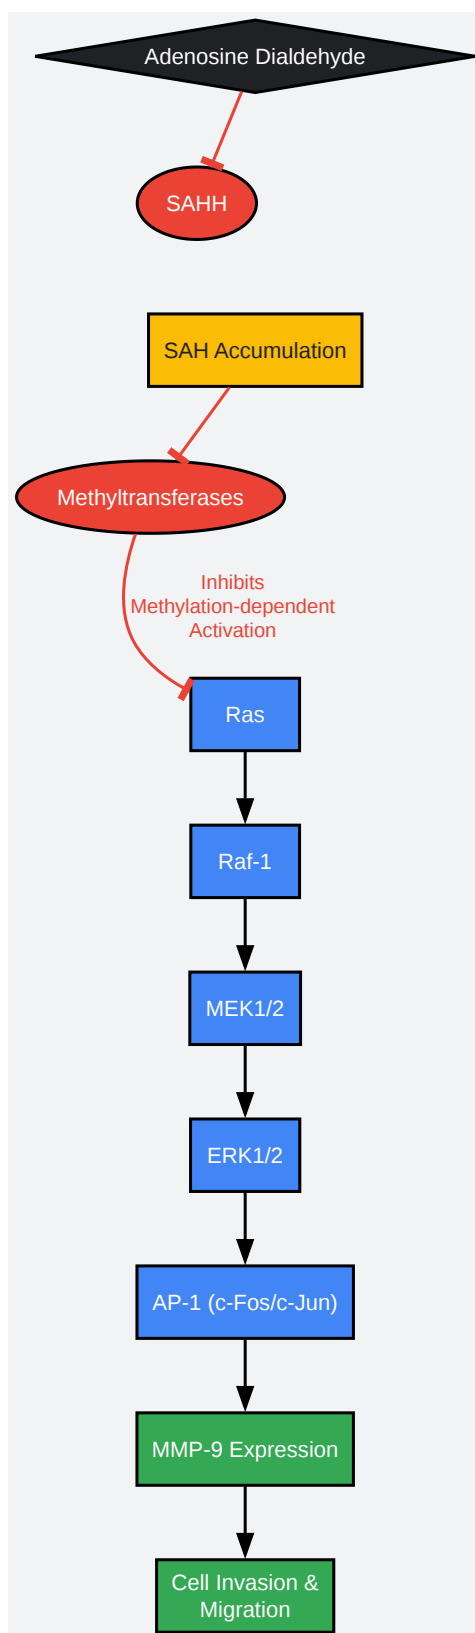 Adenosine Dialdehyde
SAHH
SAH Accumulation
Methyltransferases
Inhibits
Methylation-dependent
Activation
Ras
Raf-1
MEK1/2
ERK1/2
AP-1 (c-Fos/c-Jun)
MMP-9 Expression
Cell Invasion &
Migration